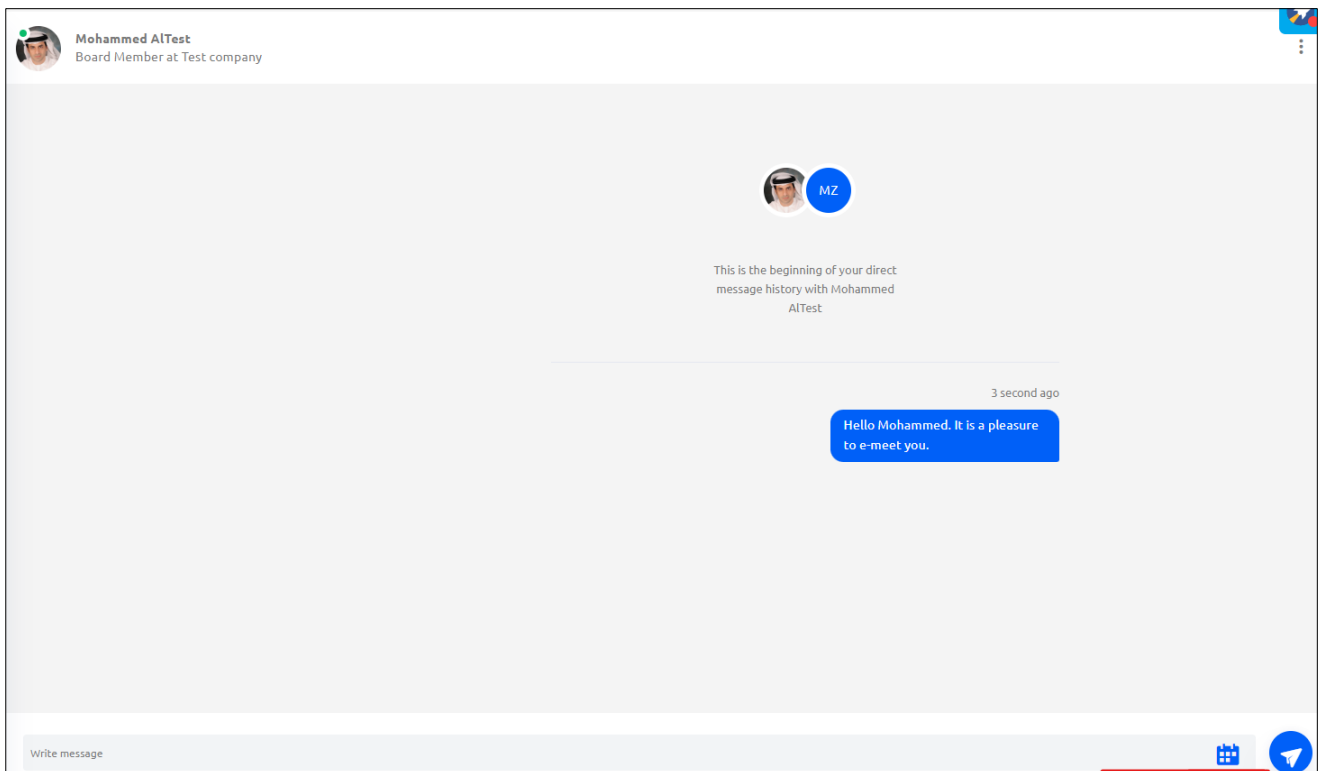 Mohammed AlTest
Board Member at Test company
MZ
This is the beginning of your direct
message history with Mohammed
AlTest
3 second ago
Hello Mohammed. It is a pleasure
to e-meet you.
Write message